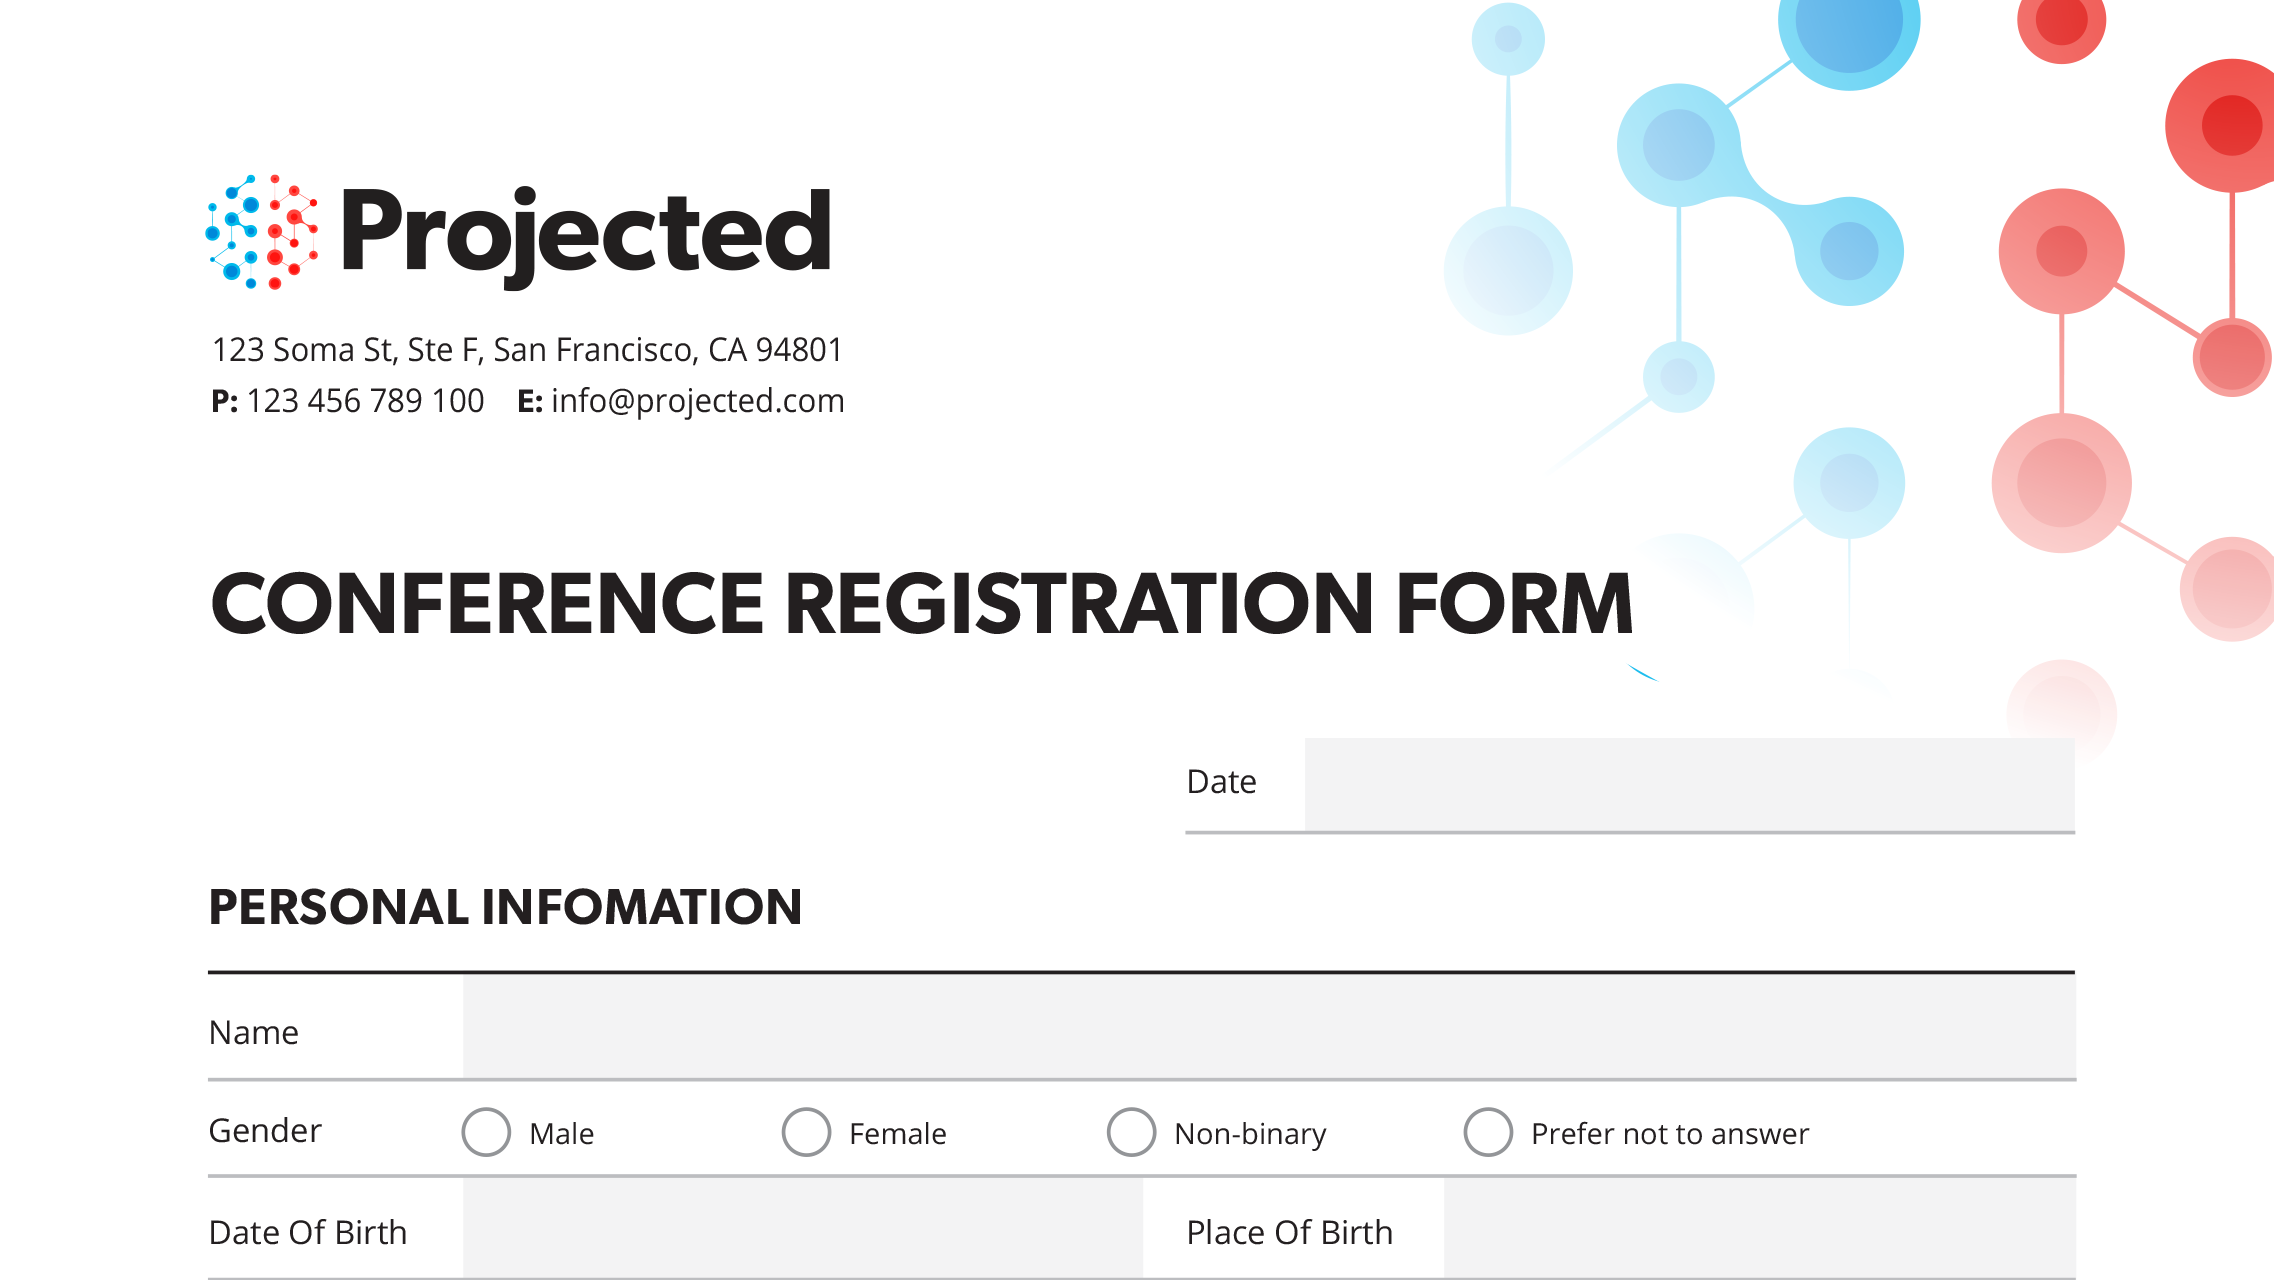 Projected
123 Soma St, Ste F, San Francisco, CA 94801
P: 123 456 789 100 E: info@projected.com
CONFERENCE REGISTRATION FORM
Date
PERSONAL INFOMATION
Name
Gender Male Female Non-binary Prefer not to answer
Date Of Birth Place Of Birth